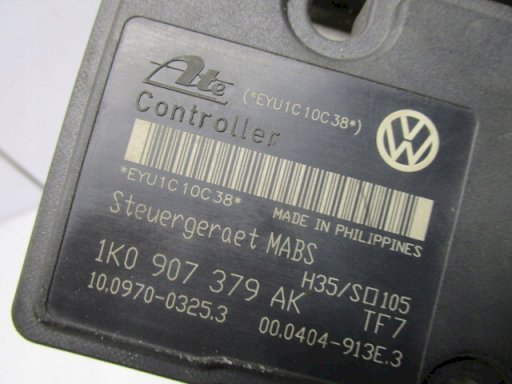 Ate (*EYU1C10C38*)
Controller
*EYU1C10C38*
MADE IN PHILIPPINES
Steuergeraet MABS
1K0 907 379 AK H35/S□105
10.0970-0325.3 00.0404-913E.3 TF7